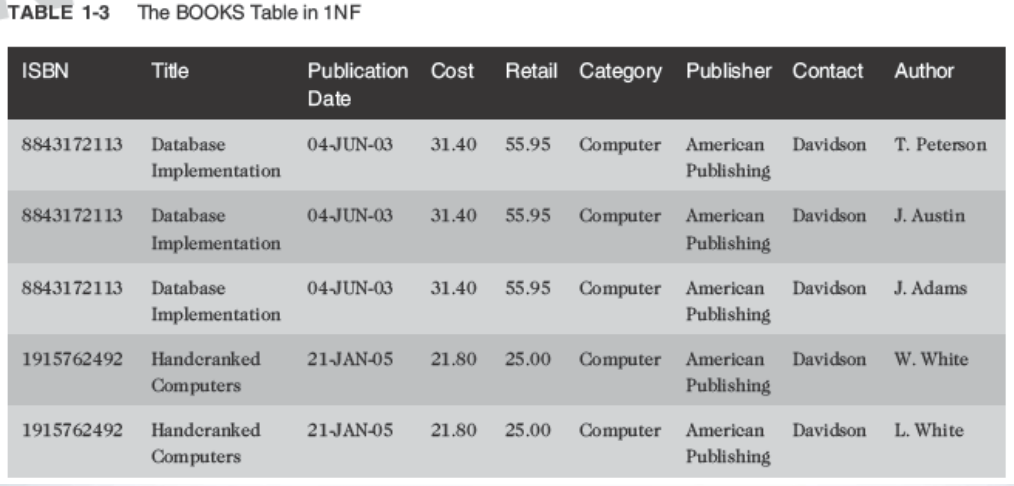 TABLE 1-3 The BOOKS Table in 1NF
ISBN Title Publication Date Cost Retail Category Publisher Contact Author
8843172113 Database Implementation 04-JUN-03 31.40 55.95 Computer American Publishing Davidson T. Peterson
8843172113 Database Implementation 04-JUN-03 31.40 55.95 Computer American Publishing Davidson J. Austin
8843172113 Database Implementation 04-JUN-03 31.40 55.95 Computer American Publishing Davidson J. Adams
1915762492 Handcranked Computers 21-JAN-05 21.80 25.00 Computer American Publishing Davidson W. White
1915762492 Handcranked Computers 21-JAN-05 21.80 25.00 Computer American Publishing Davidson L. White